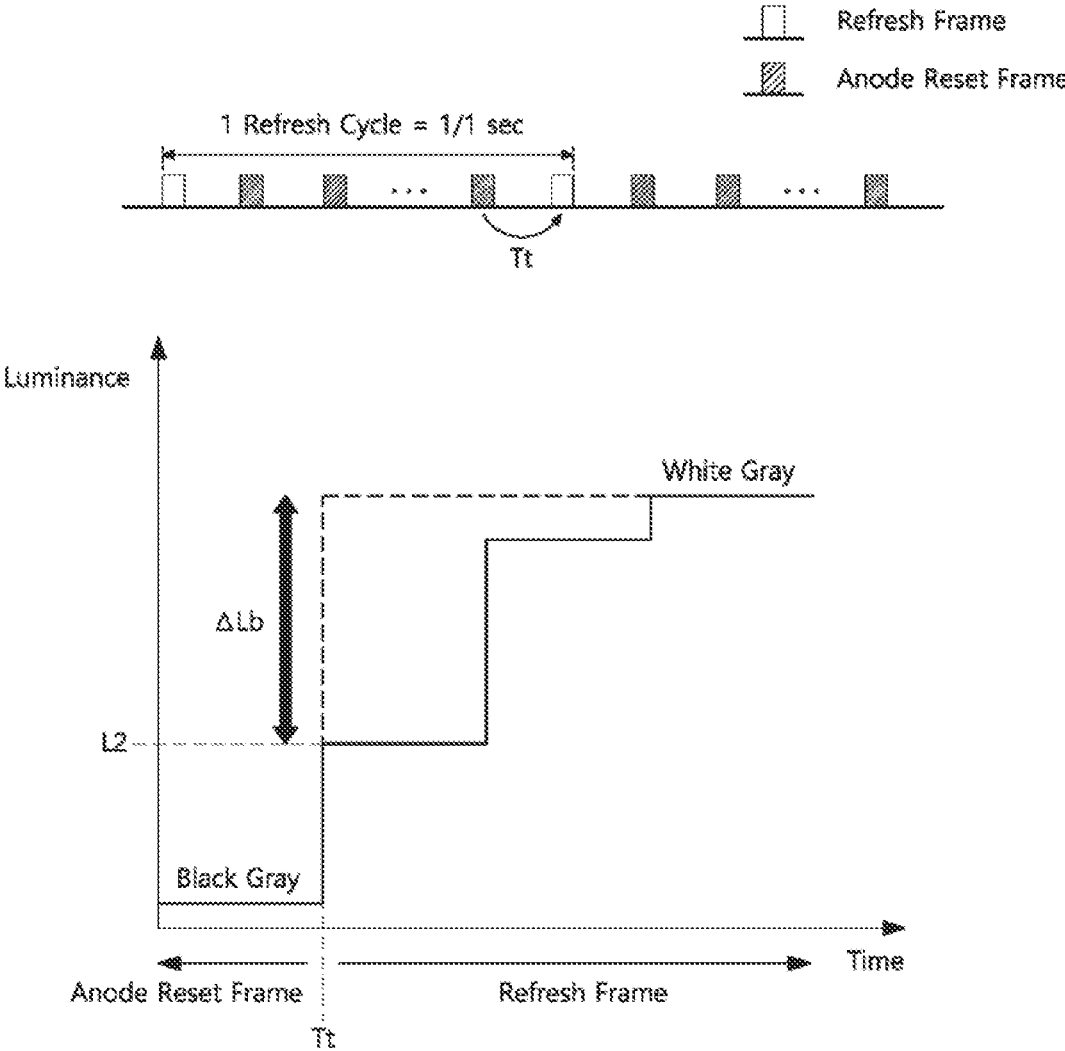 Refresh Frame
Anode Reset Frame
1 Refresh Cycle = 1/1 sec
... ...
Tt
Luminance
White Gray
ΔLb
L2
Black Gray
Time
Anode Reset Frame Refresh Frame
Tt